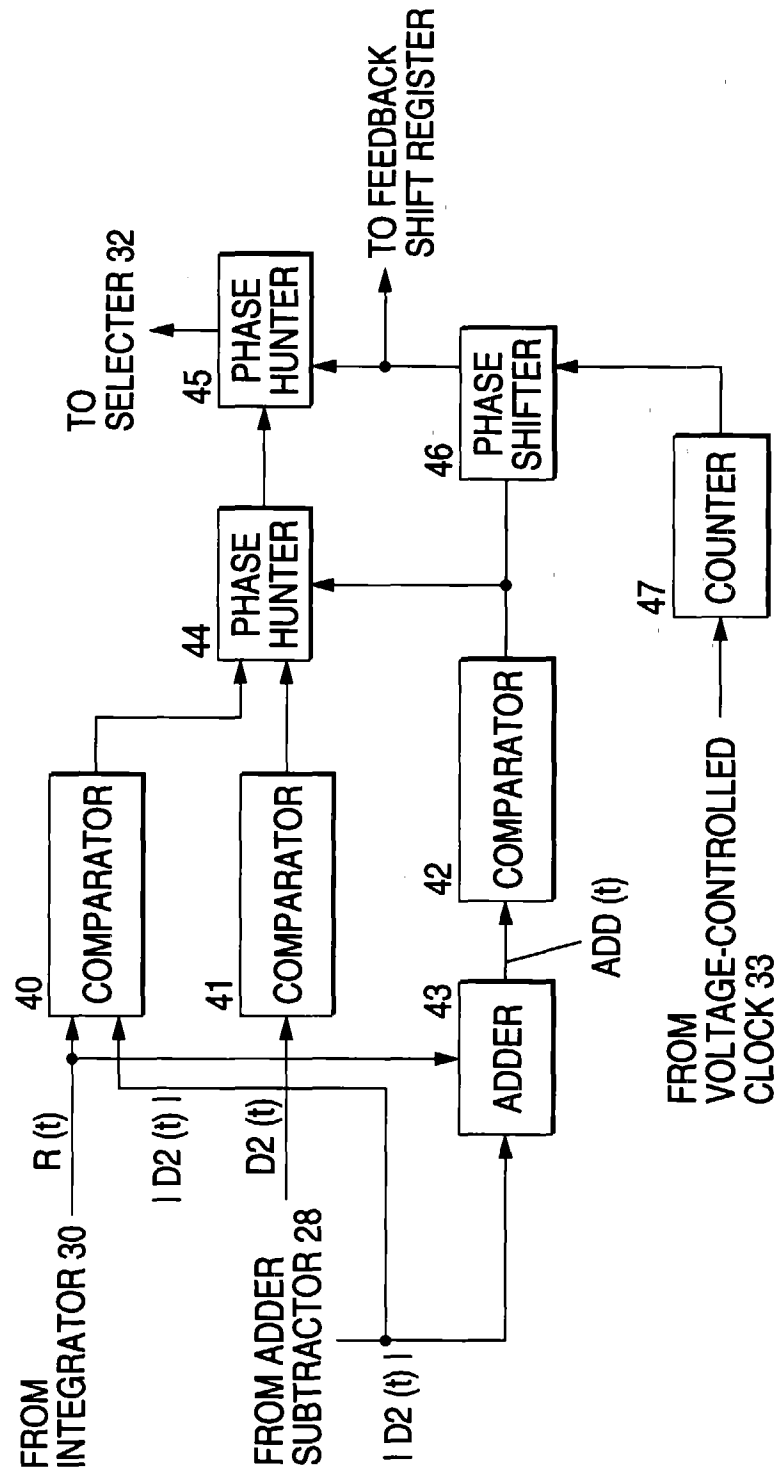 FROM
INTEGRATOR 30
R (t)
| D2 (t) |
FROM ADDER
SUBTRACTOR 28
D2 (t)
| D2 (t) |
40
COMPARATOR
41
COMPARATOR
43
ADDER
ADD (t)
42
COMPARATOR
44
PHASE
HUNTER
45
PHASE
HUNTER
TO
SELECTER 32
46
PHASE
SHIFTER
TO FEEDBACK
SHIFT REGISTER
FROM
VOLTAGE-CONTROLLED
CLOCK 33
47
COUNTER